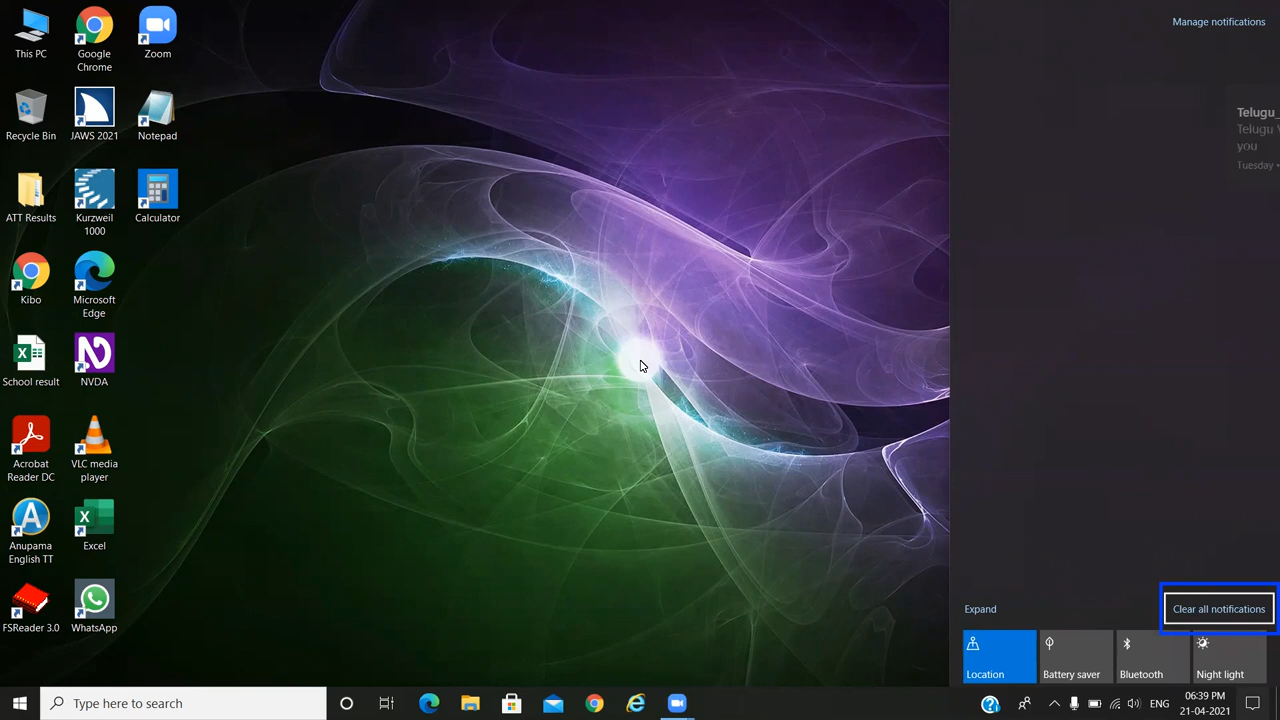 This PC
Google
Chrome
Zoom
Recycle Bin
JAWS 2021
Notepad
ATT Results
Kurzweil
1000
Calculator
Kibo
Microsoft
Edge
School result
NVDA
Acrobat
Reader DC
VLC media
player
Anupama
English TT
Excel
FSReader 3.0
WhatsApp
Manage notifications
Telugu_
Telugu
you
Tuesday •
Expand
Clear all notifications
Location
Battery saver
Bluetooth
Night light
Type here to search
ENG
06:39 PM
21-04-2021